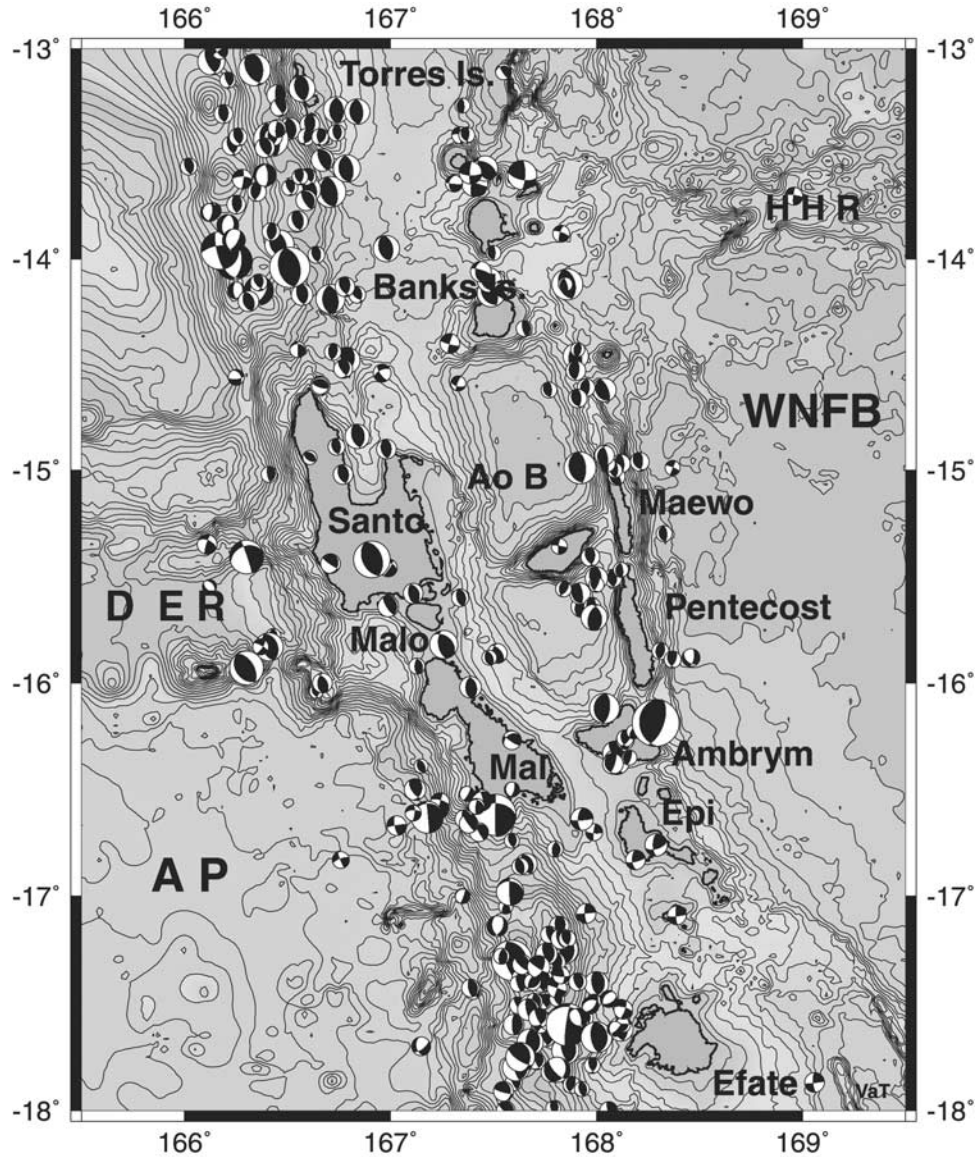 166° 167° 168° 169°
-13° -13°
Torres Is.
H H R
-14° -14°
Banks Is.
WNFB
-15° Ao B -15°
Maewo
Santo
D E R Pentecost
Malo
-16° -16°
Ambrym
Mal.
Epi
A P
-17° -17°
Efate
VaT
-18° -18°
166° 167° 168° 169°